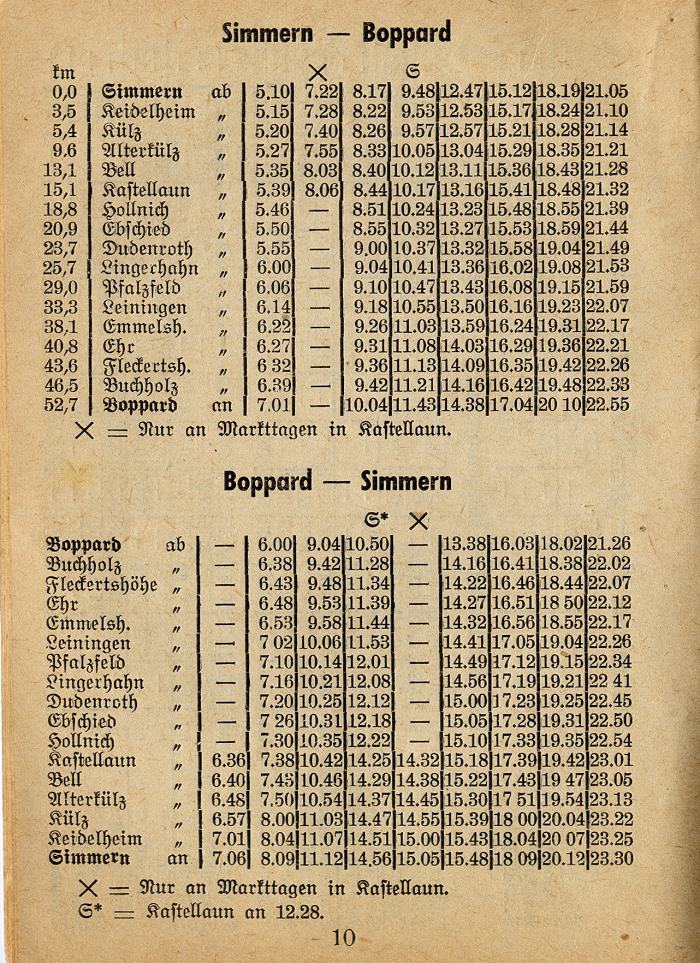 Simmern — Boppard
km × S
0,0 Simmern ab 5.10 7.22 8.17 9.48 12.47 15.12 18.19 21.05
3,5 Keidelheim „ 5.15 7.28 8.22 9.53 12.53 15.17 18.24 21.10
5,4 Külz „ 5.20 7.40 8.26 9.57 12.57 15.21 18.28 21.14
9.6 Alterkülz „ 5.27 7.55 8.33 10.05 13.04 15.29 18.35 21.21
13,1 Bell „ 5.35 8.03 8.40 10.12 13.11 15.36 18.43 21.28
15,1 Kastellaun „ 5.39 8.06 8.44 10.17 13.16 15.41 18.48 21.32
18,8 Hollnich „ 5.46 — 8.51 10.24 13.23 15.48 18.55 21.39
20,9 Ebschied „ 5.50 — 8.55 10.32 13.27 15.53 18.59 21.44
23,7 Dudenroth „ 5.55 — 9,00 10.37 13.32 15.58 19.04 21.49
25,7 Lingerhahn „ 6.00 — 9.04 10.41 13.36 16.02 19.08 21.53
29,0 Pfalzfeld „ 6.06 — 9.10 10.47 13.43 16.08 19.15 21.59
33,3 Leiningen „ 6.14 — 9.18 10.55 13.50 16.16 19.23 22.07
38,1 Emmelsh. „ 6.22 — 9.26 11.03 13.59 16.24 19.31 22.17
40,8 Ehr „ 6.27 — 9.31 11.08 14.03 16.29 19.36 22.21
43,6 Fleckertsh. „ 6 32 — 9.36 11.13 14.09 16.35 19.42 22.26
46,5 Buchholz „ 6.39 — 9.42 11.21 14.16 16.42 19.48 22.33
52,7 Boppard an 7.01 — 10.04 11.43 14.38 17.04 20 10 22.55
× = Nur an Markttagen in Kastellaun.
Boppard — Simmern
S* ×
Boppard ab — 6.00 9.04 10.50 — 13.38 16.03 18.02 21.26
Buchholz „ — 6.38 9.42 11.28 — 14.16 16.41 18.38 22.02
Fleckertshöhe „ — 6.43 9.48 11.34 — 14.22 16.46 18.44 22.07
Ehr „ — 6.48 9.53 11.39 — 14.27 16.51 18 50 22.12
Emmelsh. „ — 6.53 9.58 11.44 — 14.32 16.56 18.55 22.17
Leiningen „ — 7 02 10.06 11.53 — 14.41 17.05 19.04 22.26
Pfalzfeld „ — 7.10 10.14 12.01 — 14.49 17.12 19.15 22.34
Lingerhahn „ — 7.16 10.21 12.08 — 14.56 17.19 19.21 22 41
Dudenroth „ — 7.20 10.25 12.12 — 15.00 17.23 19.25 22.45
Ebschied „ — 7 26 10.31 12.18 — 15.05 17.28 19.31 22.50
Hollnich „ — 7.30 10.35 12.22 — 15.10 17.33 19.35 22.54
Kastellaun „ 6.36 7.38 10.42 14.25 14.32 15.18 17.39 19.42 23.01
Bell „ 6.40 7.43 10.46 14.29 14.38 15.22 17.43 19 47 23.05
Alterkülz „ 6.48 7.50 10.54 14.37 14.45 15.30 17 51 19.54 23.13
Külz „ 6.57 8.00 11.03 14.47 14.55 15.39 18 00 20.04 23.22
Keidelheim „ 7.01 8.04 11.07 14.51 15.00 15.43 18.04 20 07 23.25
Simmern an 7.06 8.09 11.12 14,56 15.05 15.48 18 09 20.12 23.30
× = Nur an Markttagen in Kastellaun.
S* = Kastellaun an 12.28.
10